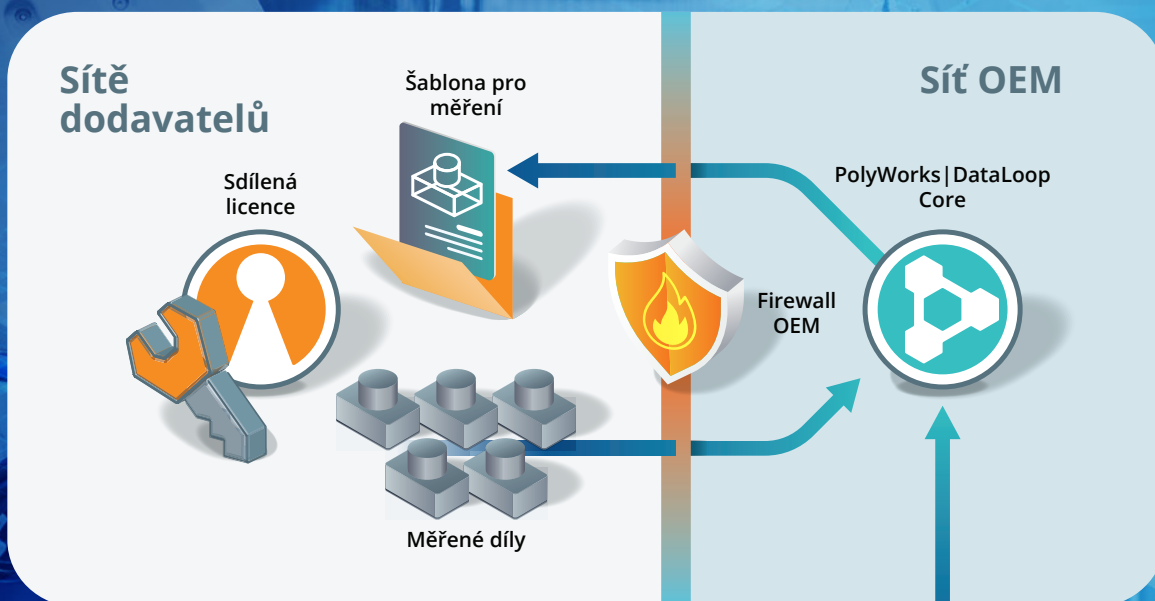 Sítě
dodavatelů
Síť OEM
Šablona pro
měření
Sdílená
licence
PolyWorks|DataLoop
Core
Firewall
OEM
Měřené díly